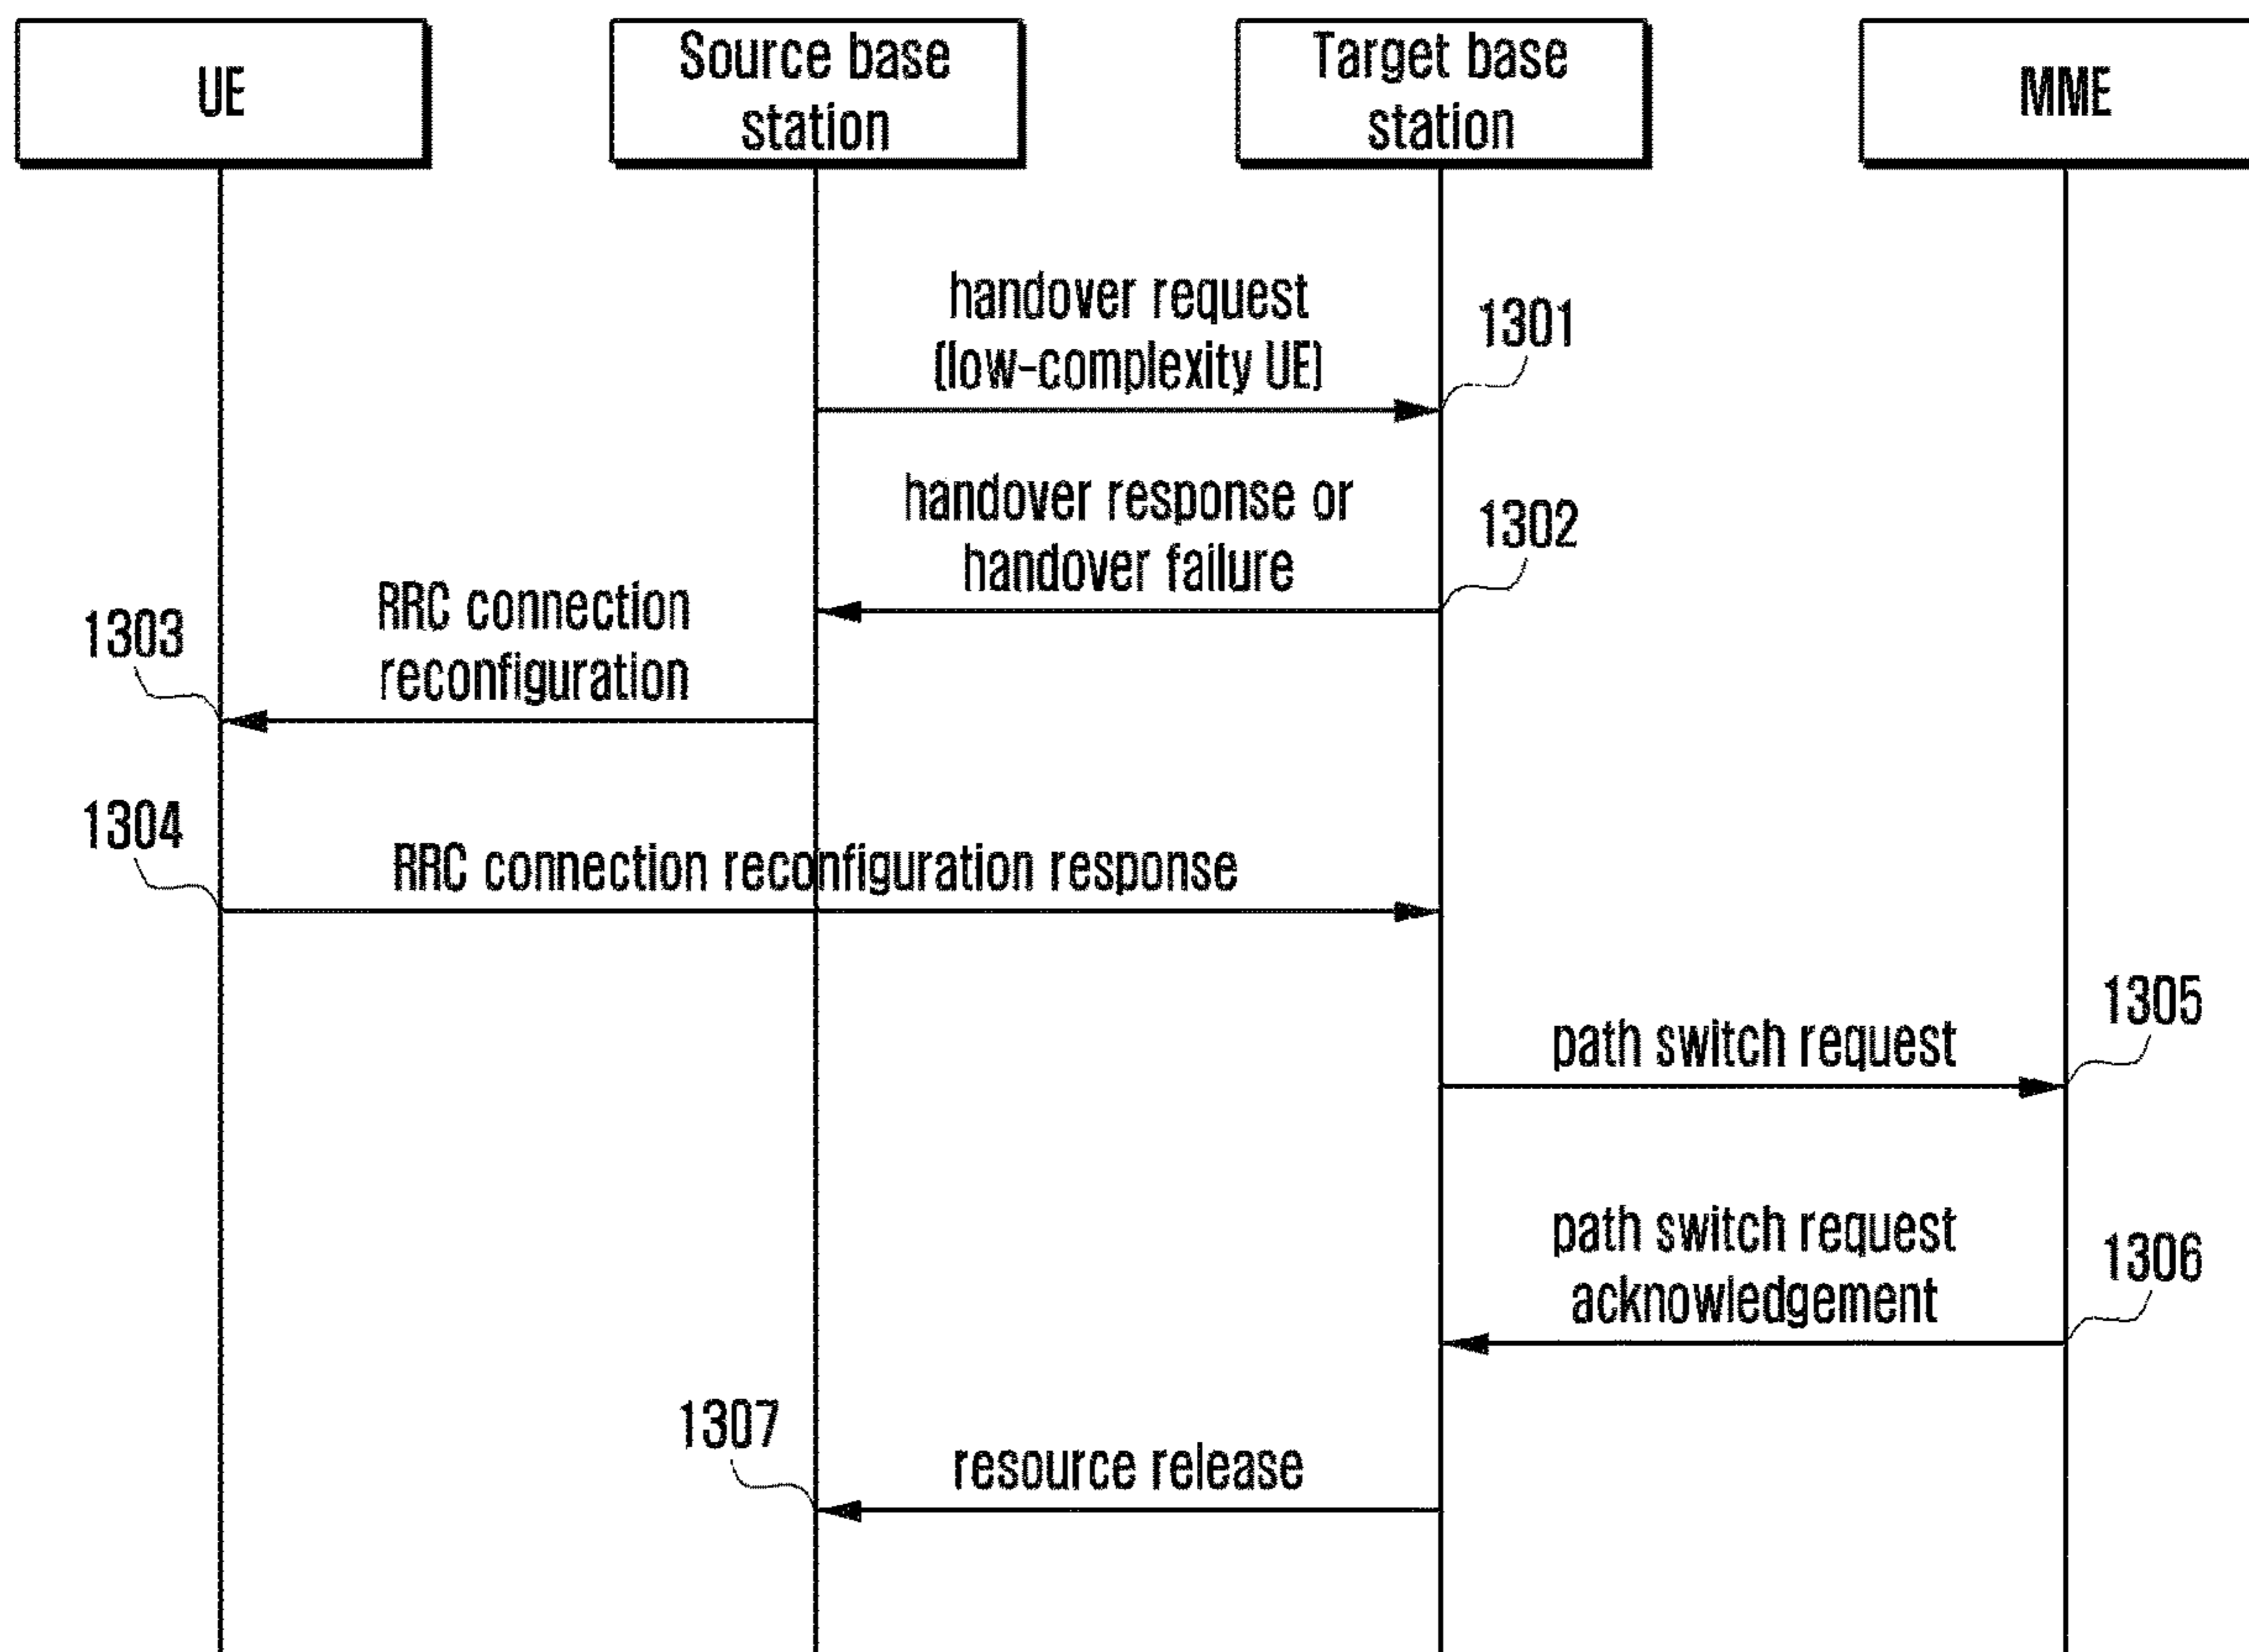 UE
Source base
station
Target base
station
MME
handover request
(low-complexity UE)
1301
handover response or
handover failure
1302
RRC connection
reconfiguration
1303
1304
RRC connection reconfiguration response
1305
path switch request
path switch request
acknowledgement
1306
1307
resource release